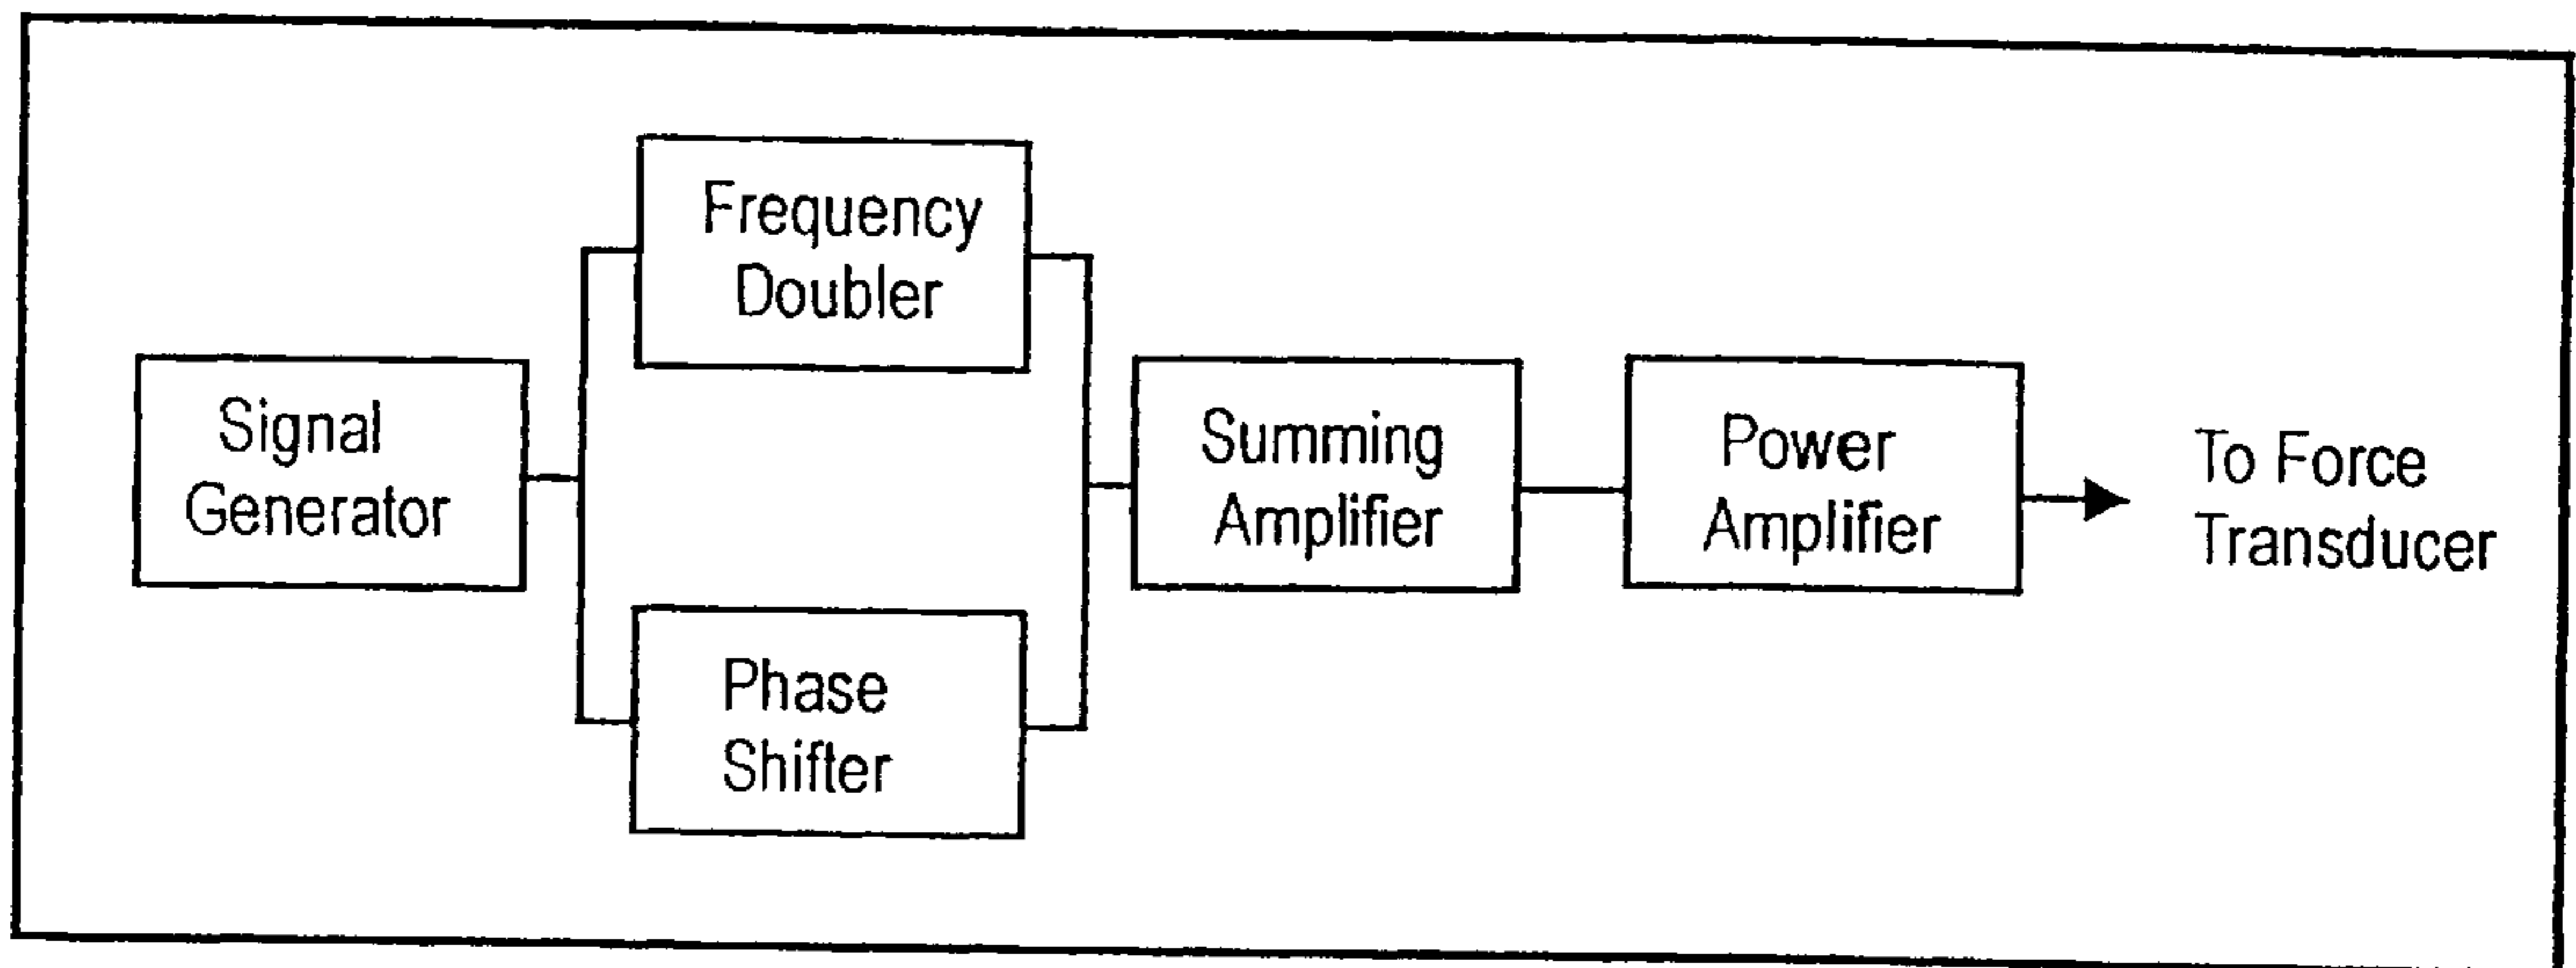 Signal
Generator
Frequency
Doubler
Phase
Shifter
Summing
Amplifier
Power
Amplifier
To Force
Transducer